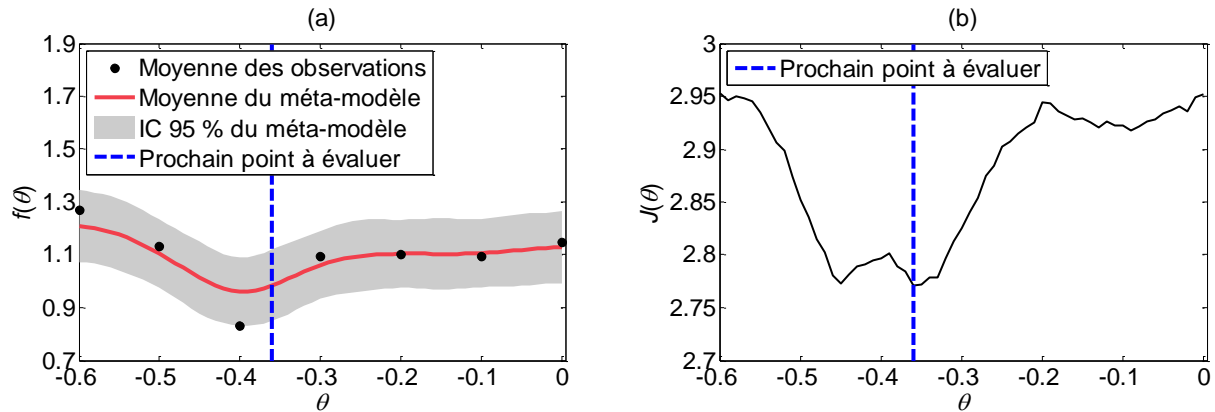 (a)
1.9
1.7
1.5
1.3
1.1
0.9
0.7
f(θ)
Moyenne des observations
Moyenne du méta-modèle
IC 95 % du méta-modèle
Prochain point à évaluer
-0.6 -0.5 -0.4 -0.3 -0.2 -0.1 0
θ
(b)
3
2.95
2.9
2.85
2.8
2.75
2.7
J(θ)
Prochain point à évaluer
-0.6 -0.5 -0.4 -0.3 -0.2 -0.1 0
θ